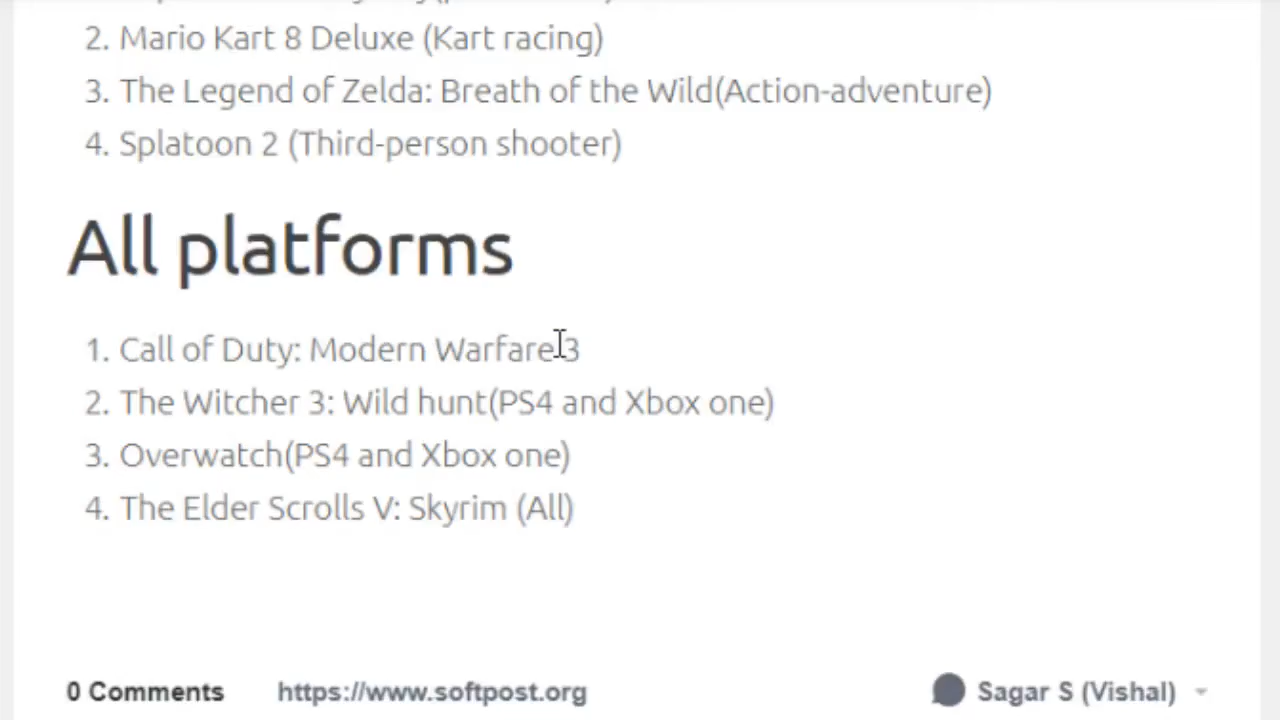 2. Mario Kart 8 Deluxe (Kart racing)
3. The Legend of Zelda: Breath of the Wild(Action-adventure)
4. Splatoon 2 (Third-person shooter)
All platforms
1. Call of Duty: Modern Warfare 3
2. The Witcher 3: Wild hunt(PS4 and Xbox one)
3. Overwatch(PS4 and Xbox one)
4. The Elder Scrolls V: Skyrim (All)
0 Comments https://www.softpost.org Sagar S (Vishal)